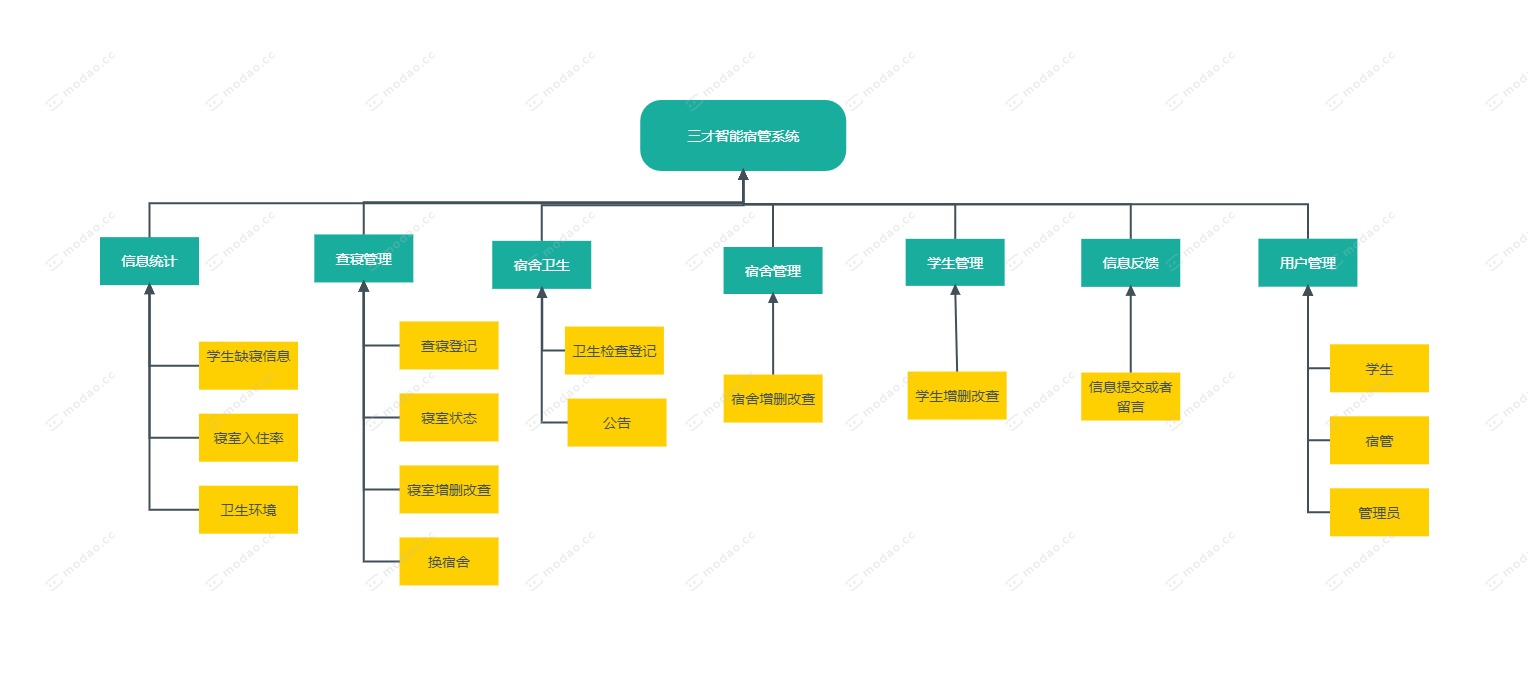 三才智能宿管系统
信息统计
查寝管理
宿舍卫生
宿舍管理
学生管理
信息反馈
用户管理
学生缺寝信息
寝室入住率
卫生环境
查寝登记
寝室状态
寝室增删改查
换宿舍
卫生检查登记
公告
宿舍增删改查
学生增删改查
信息提交或者
留言
学生
宿管
管理员
modao.cc